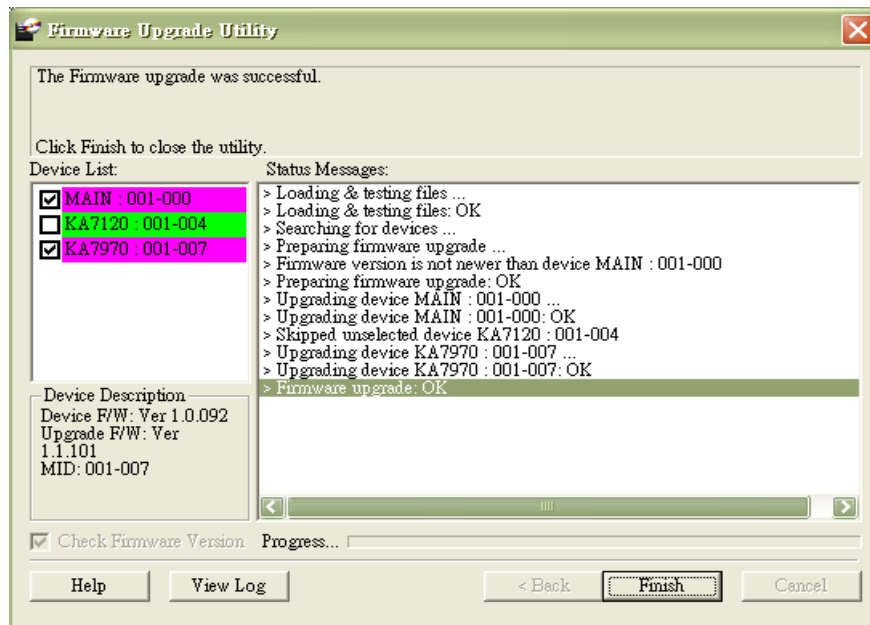 Firmware Upgrade Utility
The Firmware upgrade was successful.
Click Finish to close the utility.
Device List:
MAIN : 001-000
KA7120 : 001-004
KA7970 : 001-007
Status Messages:
> Loading & testing files ...
> Loading & testing files: OK
> Searching for devices ...
> Preparing firmware upgrade ...
> Firmware version is not newer than device MAIN : 001-000
> Preparing firmware upgrade: OK
> Upgrading device MAIN : 001-000 ...
> Upgrading device MAIN : 001-000: OK
> Skipped unselected device KA7120 : 001-004
> Upgrading device KA7970 : 001-007 ...
> Upgrading device KA7970 : 001-007: OK
> Firmware upgrade: OK
Device Description
Device F/W: Ver 1.0.092
Upgrade F/W: Ver
1.1.101
MID: 001-007
Check Firmware Version
Progress...
Help
View Log
< Back
Finish
Cancel